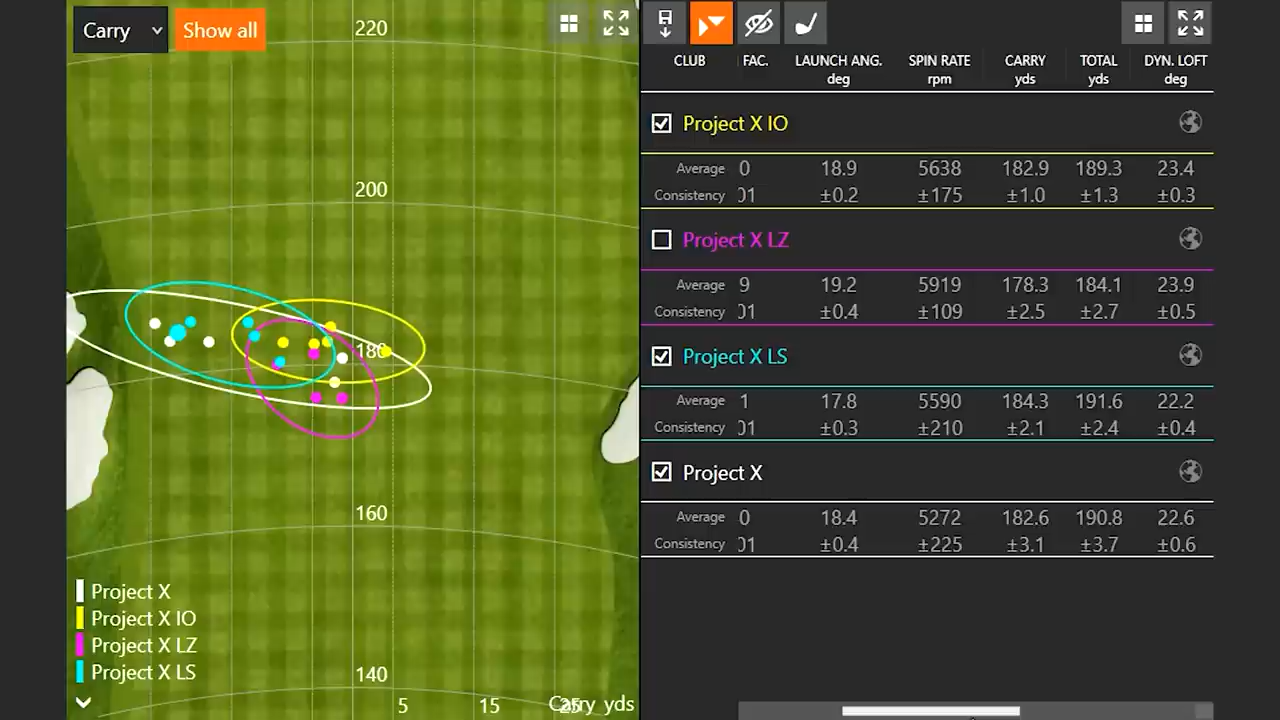 Carry
Show all
220
200
180
160
140
5
15
25
Carry yds
Project X
Project X IO
Project X LZ
Project X LS
CLUB FAC. LAUNCH ANG. SPIN RATE CARRY TOTAL DYN. LOFT
deg rpm yds yds deg
Project X IO
Average 0 18.9 5638 182.9 189.3 23.4
Consistency 01 ±0.2 ±175 ±1.0 ±1.3 ±0.3
Project X LZ
Average 9 19.2 5919 178.3 184.1 23.9
Consistency 01 ±0.4 ±109 ±2.5 ±2.7 ±0.5
Project X LS
Average 1 17.8 5590 184.3 191.6 22.2
Consistency 01 ±0.3 ±210 ±2.1 ±2.4 ±0.4
Project X
Average 0 18.4 5272 182.6 190.8 22.6
Consistency 01 ±0.4 ±225 ±3.1 ±3.7 ±0.6